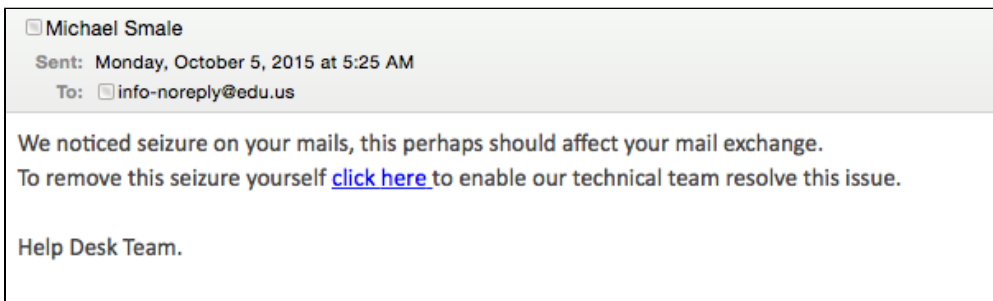 Michael Smale
Sent: Monday, October 5, 2015 at 5:25 AM
To: info-noreply@edu.us
We noticed seizure on your mails, this perhaps should affect your mail exchange.
To remove this seizure yourself click here to enable our technical team resolve this issue.
Help Desk Team.